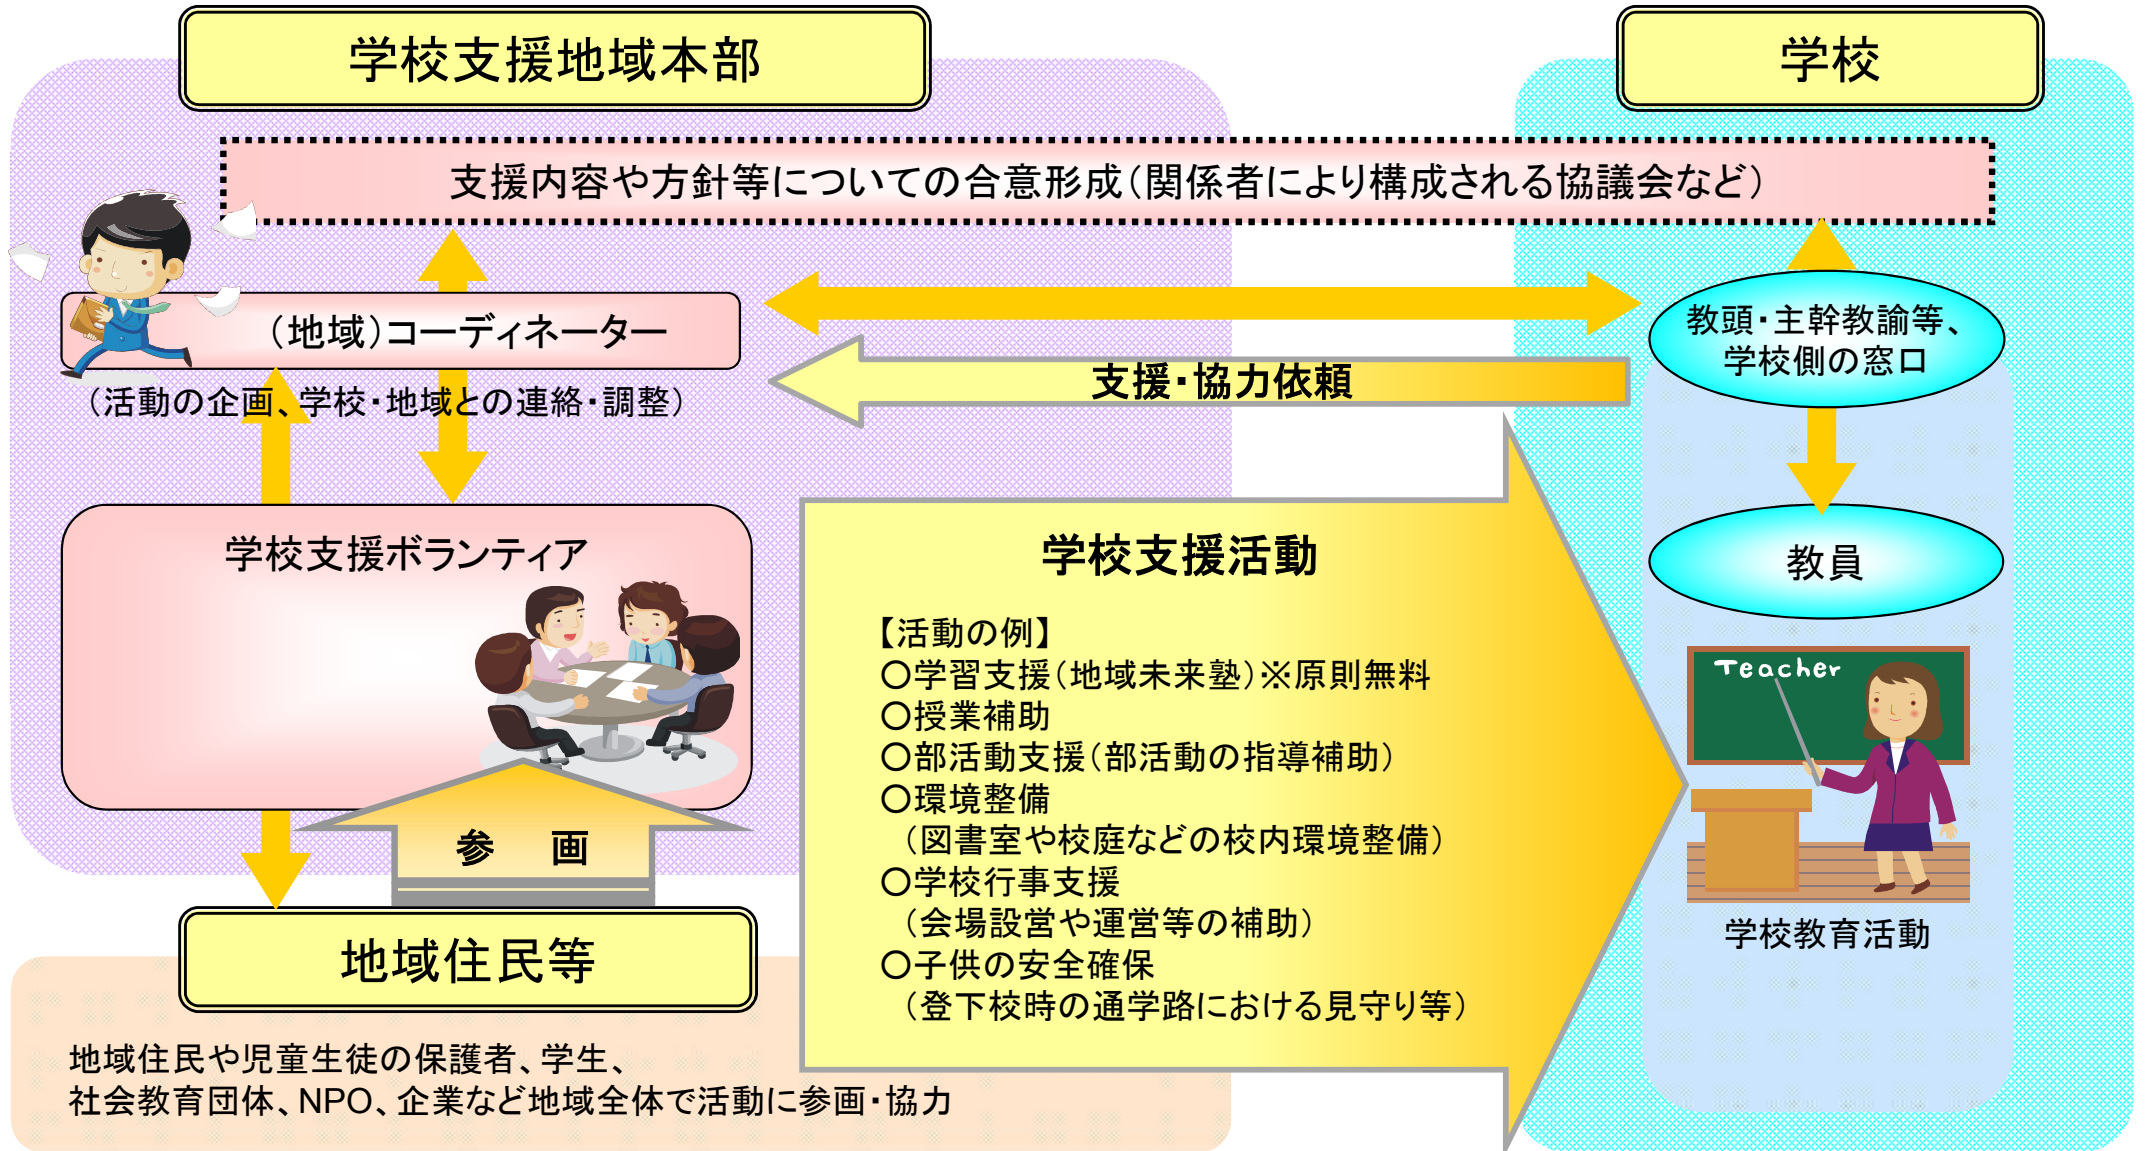 学校支援地域本部
学校
支援内容や方針等についての合意形成(関係者により構成される協議会など)
(地域)コーディネーター
(活動の企画、学校・地域との連絡・調整)
教頭・主幹教諭等、
学校側の窓口
支援・協力依頼
学校支援ボランティア
学校支援活動
【活動の例】
〇学習支援(地域未来塾)※原則無料
〇授業補助
〇部活動支援(部活動の指導補助)
〇環境整備
(図書室や校庭などの校内環境整備)
〇学校行事支援
(会場設営や運営等の補助)
〇子供の安全確保
(登下校時の通学路における見守り等)
教員
Teacher
学校教育活動
参 画
地域住民等
地域住民や児童生徒の保護者、学生、
社会教育団体、NPO、企業など地域全体で活動に参画・協力